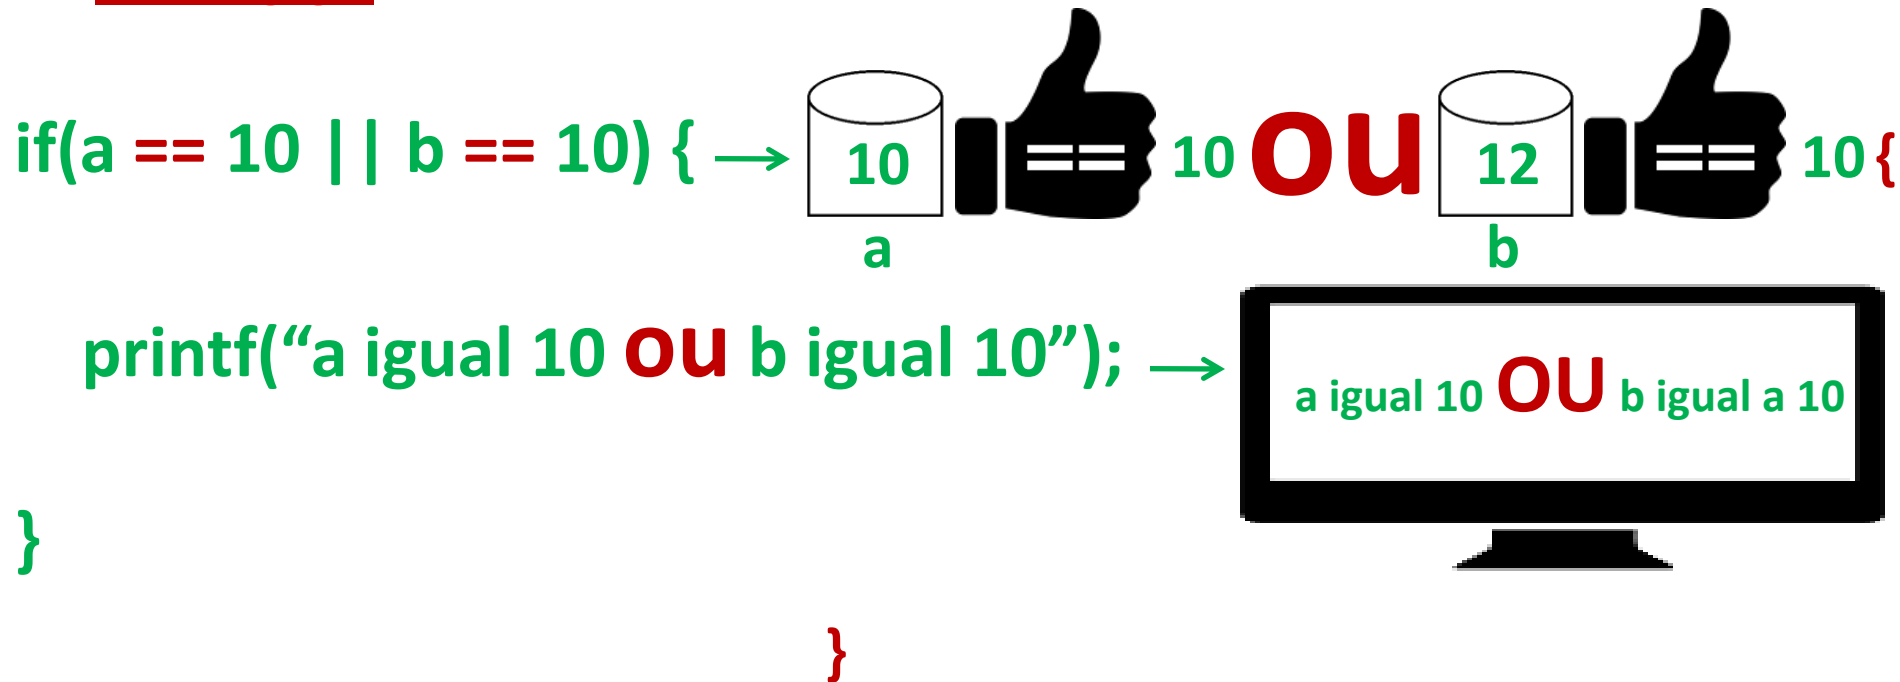 if(a == 10 || b == 10) { 10 == 10 ou 12 == 10 {
a b
printf(“a igual 10 ou b igual 10”);
a igual 10 OU b igual a 10
}
}